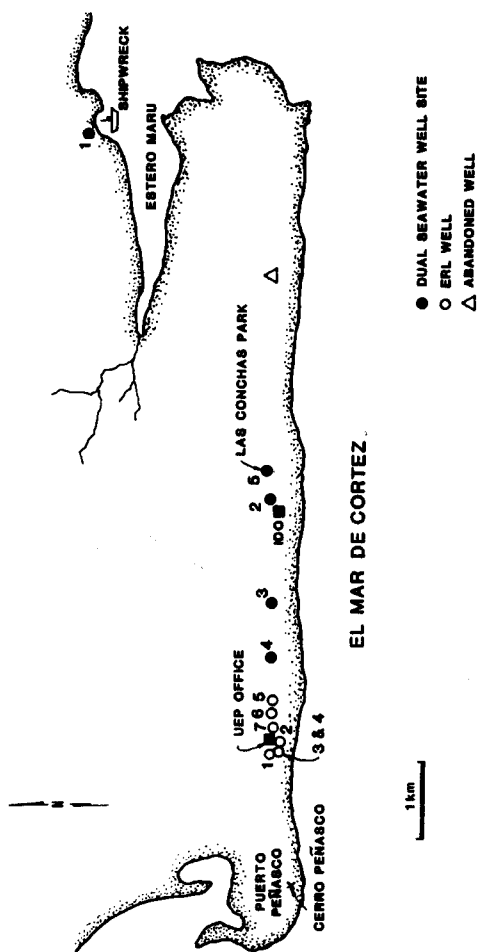 N
1
SHIPWRECK
ESTERO MARU
LAS CONCHAS PARK
5
2
100
3
4
UEP OFFICE
7 6 5
1
2
3 & 4
PUERTO
PEÑASCO
CERRO PEÑASCO
EL MAR DE CORTEZ
1 km
DUAL SEAWATER WELL SITE
ERL WELL
ABANDONED WELL